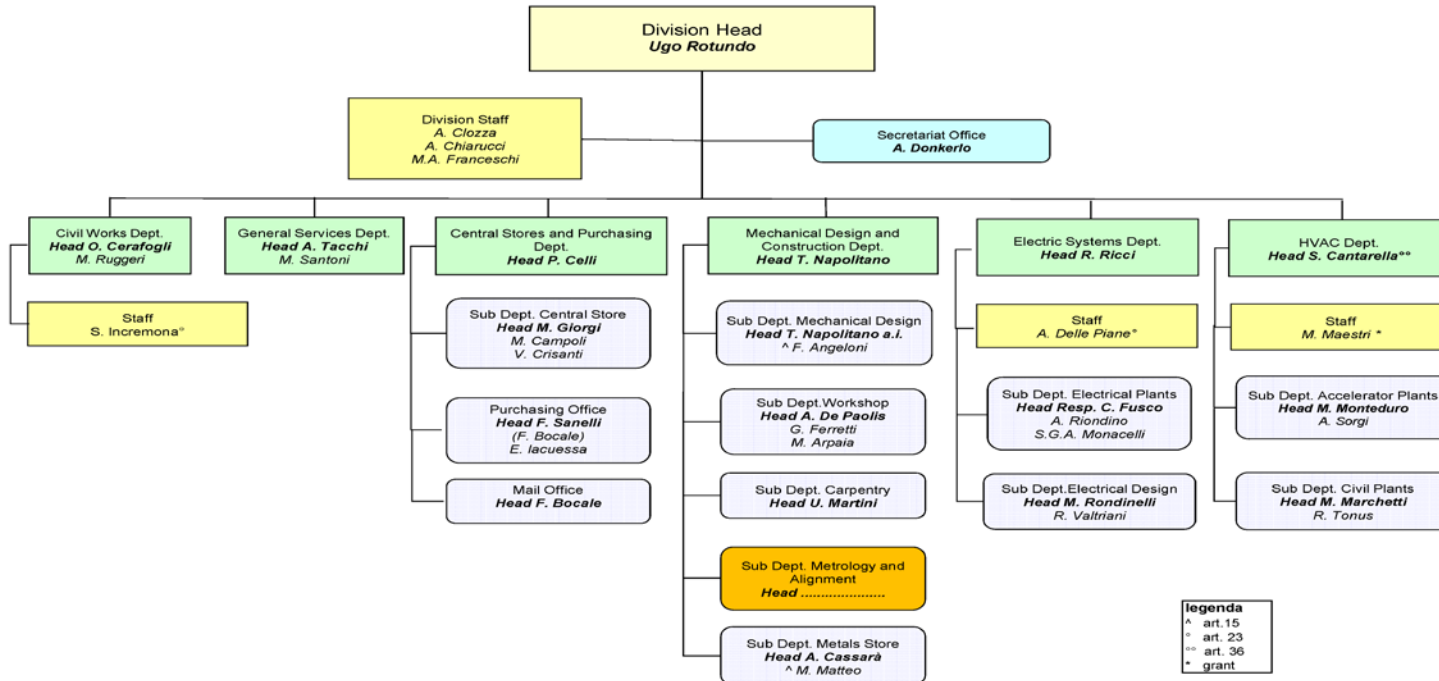 Division Head
Ugo Rotundo
Division Staff
A. Clozza
A. Chiarucci
M.A. Franceschi
Secretariat Office
A. Donkerlo
Civil Works Dept.
Head O. Cerafogli
M. Ruggeri
Staff
S. Incremona°
General Services Dept.
Head A. Tacchi
M. Santoni
Central Stores and Purchasing
Dept.
Head P. Celli
Sub Dept. Central Store
Head M. Giorgi
M. Campoli
V. Crisanti
Purchasing Office
Head F. Sanelli
(F. Bocale)
E. Iacuessa
Mail Office
Head F. Bocale
Mechanical Design and
Construction Dept.
Head T. Napolitano
Sub Dept. Mechanical Design
Head T. Napolitano a.i.
^ F. Angeloni
Sub Dept.Workshop
Head A. De Paolis
G. Ferretti
M. Arpaia
Sub Dept. Carpentry
Head U. Martini
Sub Dept. Metrology and
Alignment
Head .....................
Sub Dept. Metals Store
Head A. Cassarà
^ M. Matteo
Electric Systems Dept.
Head R. Ricci
Staff
A. Delle Piane°
Sub Dept. Electrical Plants
Head Resp. C. Fusco
A. Riondino
S.G.A. Monacelli
Sub Dept.Electrical Design
Head M. Rondinelli
R. Valtriani
HVAC Dept.
Head S. Cantarella°°
Staff
M. Maestri *
Sub Dept. Accelerator Plants
Head M. Monteduro
A. Sorgi
Sub Dept. Civil Plants
Head M. Marchetti
R. Tonus
legenda
^ art.15
° art. 23
°° art. 36
* grant